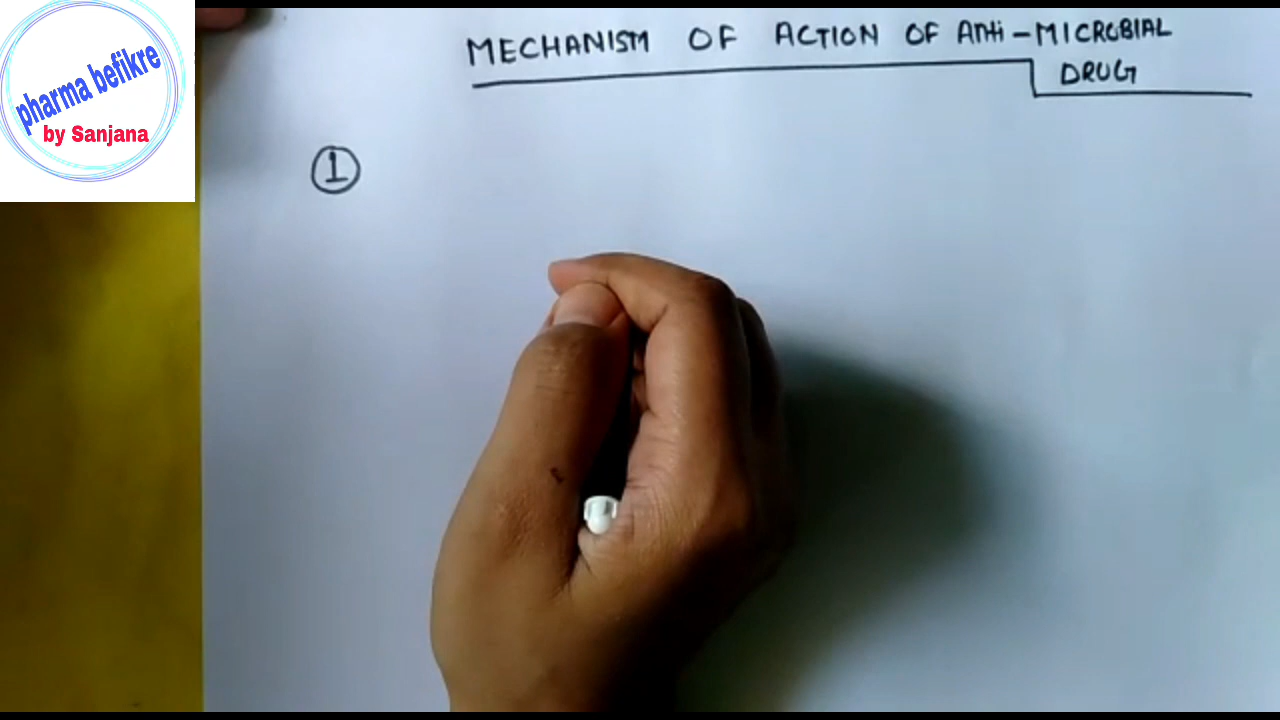 pharma befikre
by Sanjana
MECHANISM OF ACTION OF Anti-MICROBIAL
DRUG
1